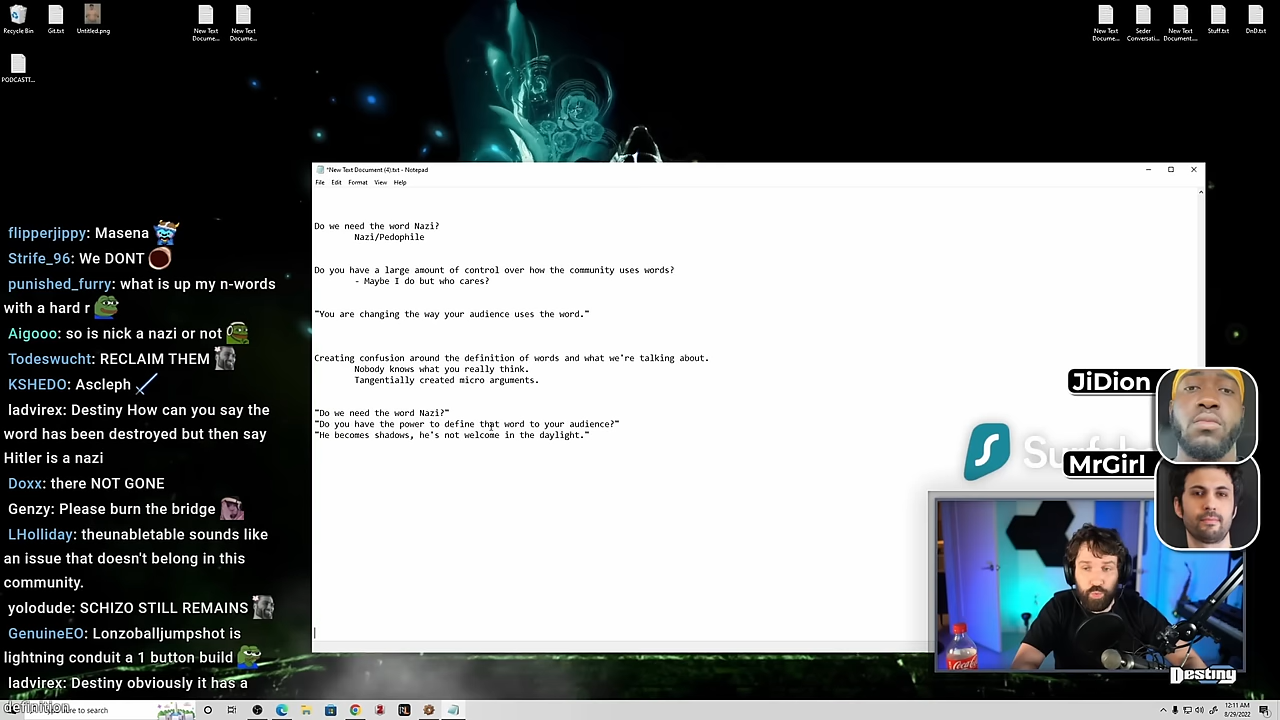 Recycle Bin
Git.txt
Untitled.png
New Text
Docume...
New Text
Docume...
New Text
Docume...
Seder
Conversati...
New Text
Document....
Stuff.txt
DnD.txt
PODCASTT...
*New Text Document (4).txt - Notepad
File Edit Format View Help
Do we need the word Nazi?
Nazi/Pedophile
Do you have a large amount of control over how the community uses words?
- Maybe I do but who cares?
"You are changing the way your audience uses the word."
Creating confusion around the definition of words and what we're talking about.
Nobody knows what you really think.
Tangentially created micro arguments.
"Do we need the word Nazi?"
"Do you have the power to define that word to your audience?"
"He becomes shadows, he's not welcome in the daylight."
flipperjippy: Masena
Strife_96: We DONT
punished_furry: what is up my n-words
with a hard r
Aigooo: so is nick a nazi or not
Todeswucht: RECLAIM THEM
KSHEDO: Ascleph
ladvirex: Destiny How can you say the
word has been destroyed but then say
Hitler is a nazi
Doxx: there NOT GONE
Genzy: Please burn the bridge
LHolliday: theunabletable sounds like
an issue that doesn't belong in this
community.
yolodude: SCHIZO STILL REMAINS
GenuineEO: Lonzoballjumpshot is
lightning conduit a 1 button build
ladvirex: Destiny obviously it has a
definition
JiDion
MrGirl
Destiny
here to search
12:11 AM
8/29/2022